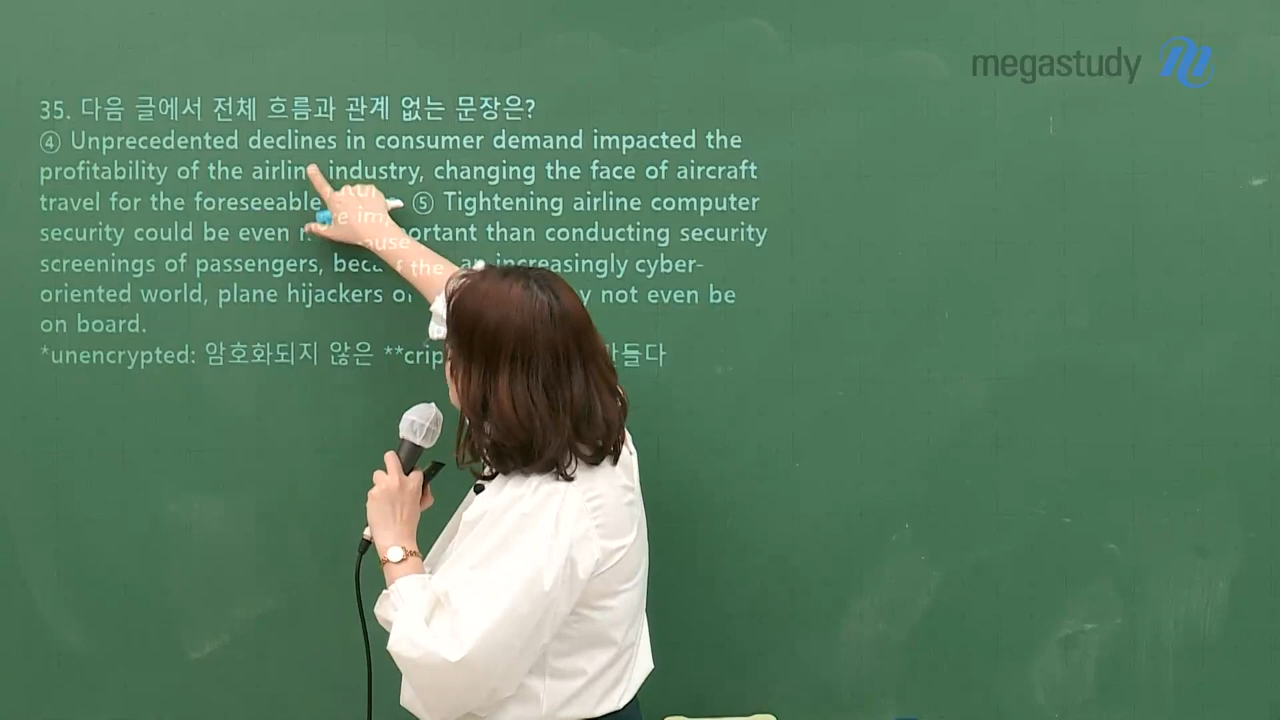 megastudy
35. 다음 글에서 전체 흐름과 관계 없는 문장은?
④ Unprecedented declines in consumer demand impacted the
profitability of the airline industry, changing the face of aircraft
travel for the foreseeable ⑤ Tightening airline computer
security could be even more important than conducting security
screenings of passengers, because an increasingly cyber-
oriented world, plane hijackers not even be
on board.
*unencrypted: 암호화되지 않은